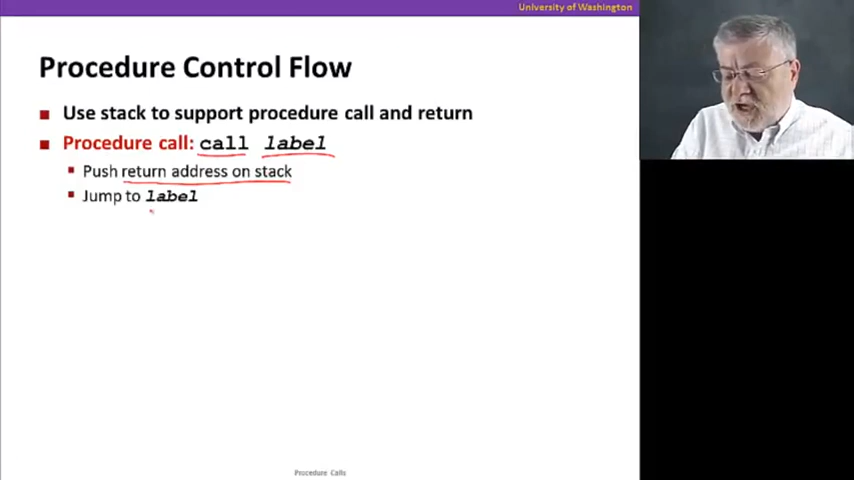 University of Washington
Procedure Control Flow
Use stack to support procedure call and return
Procedure call: call label
Push return address on stack
Jump to label
Procedure Calls